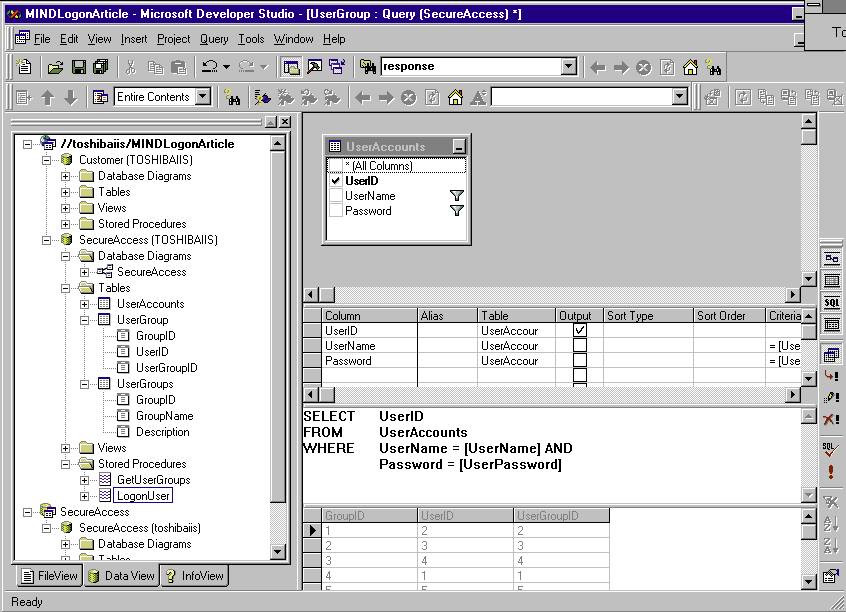 MINDLogonArticle - Microsoft Developer Studio - [UserGroup : Query (SecureAccess) *]
File Edit View Insert Project Query Tools Window Help
response
Entire Contents
//toshibaiis/MINDLogonArticle
Customer (TOSHIBAIIS)
Database Diagrams
Tables
Views
Stored Procedures
SecureAccess (TOSHIBAIIS)
Database Diagrams
SecureAccess
Tables
UserAccounts
UserGroup
GroupID
UserID
UserGroupID
UserGroups
GroupID
GroupName
Description
Views
Stored Procedures
GetUserGroups
LogonUser
SecureAccess
SecureAccess (toshibaiis)
Database Diagrams
Tables
FileView Data View InfoView
UserAccounts
* (All Columns)
UserID
UserName
Password
Column Alias Table Output Sort Type Sort Order Criteria
UserID UserAccour
UserName UserAccour = [Use
Password UserAccour = [Use
SELECT UserID
FROM UserAccounts
WHERE UserName = [UserName] AND
Password = [UserPassword]
GroupID UserID UserGroupID
1 2 2
2 3 3
3 4 4
4 1 1
5 5 5
SQL
SQL
To
Ready